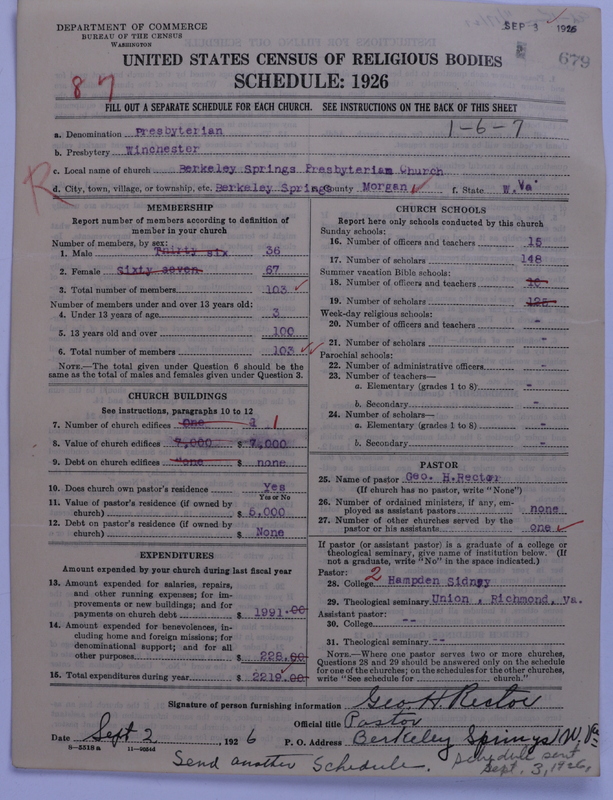 DEPARTMENT OF COMMERCE
BUREAU OF THE CENSUS
WASHINGTON
SEP 3 1926
679
UNITED STATES CENSUS OF RELIGIOUS BODIES
SCHEDULE: 1926
87
FILL OUT A SEPARATE SCHEDULE FOR EACH CHURCH. SEE INSTRUCTIONS ON THE BACK OF THIS SHEET
a. Denomination Presbyterian 1-6-7
b. Presbytery Winchester
c. Local name of church Berkeley Springs Presbyteriam Church
R
d. City, town, village, or township, etc. Berkeley Springs County Morgan f. State W.Va
MEMBERSHIP
Report number of members according to definition of
member in your church
Number of members, by sex:
1. Male Thirty six 36
2. Female Sixty seven 67
3. Total number of members 103
Number of members under and over 13 years old:
4. Under 13 years of age 3
5. 13 years old and over 100
6. Total number of members 103
NOTE.—The total given under Question 6 should be
same as the total of males and females given under Question 3.
CHURCH BUILDINGS
See instructions, paragraphs 10 to 12
7. Number of church edifices one 1
8. Value of church edifices 7,000 $ 7,000
9. Debt on church edifices None $ none
10. Does church own pastor's residence Yes
Yes or No
11. Value of pastor's residence (if owned by
church) $ 5,000
12. Debt on pastor's residence (if owned by
church) $ None
EXPENDITURES
Amount expended by your church during last fiscal year
13. Amount expended for salaries, repairs,
and other running expenses; for im-
provements or new buildings; and for
payments on church debt $ 1991.00
14. Amount expended for benevolences, in-
cluding home and foreign missions; for
denominational support; and for all
other purposes $ 228.00
15. Total expenditures during year $ 2219.00
CHURCH SCHOOLS
Report here only schools conducted by this church
Sunday schools:
16. Number of officers and teachers 15
17. Number of scholars 148
Summer vacation Bible schools:
18. Number of officers and teachers
19. Number of scholars 125
Week-day religious schools:
20. Number of officers and teachers -
21. Number of scholars -
Parochial schools:
22. Number of administrative officers -
23. Number of teachers—
a. Elementary (grades 1 to 8) -
b. Secondary -
24. Number of scholars—
a. Elementary (grades 1 to 8) -
b. Secondary -
PASTOR
25. Name of pastor Geo. H.Rector
(If church has no pastor, write "None")
26. Number of ordained ministers, if any, em-
ployed as assistant pastors none
27. Number of other churches served by the
pastor or his assistants one
If pastor (or assistant pastor) is a graduate of a college or
theological seminary, give name of institution below. (If
not a graduate, write "No" in the space indicated.)
Pastor: 2
28. College Hampden Sidney
29. Theological seminary Union , Richmond, Va.
Assistant pastor:
30. College --
31. Theological seminary --
NOTE.—Where one pastor serves two or more churches,
Questions 28 and 29 should be answered only on the schedule
for one of the churches; on the schedules for the other churches,
write "See schedule for church."
Signature of person furnishing information Geo. H. Rector
Official title Pastor
Date Sept 2, 1926 P. O. Address Berkeley Springs, W. Va
8-5318 a
Send another Schedule.
Schedule sent
Sept. 3, 1926.